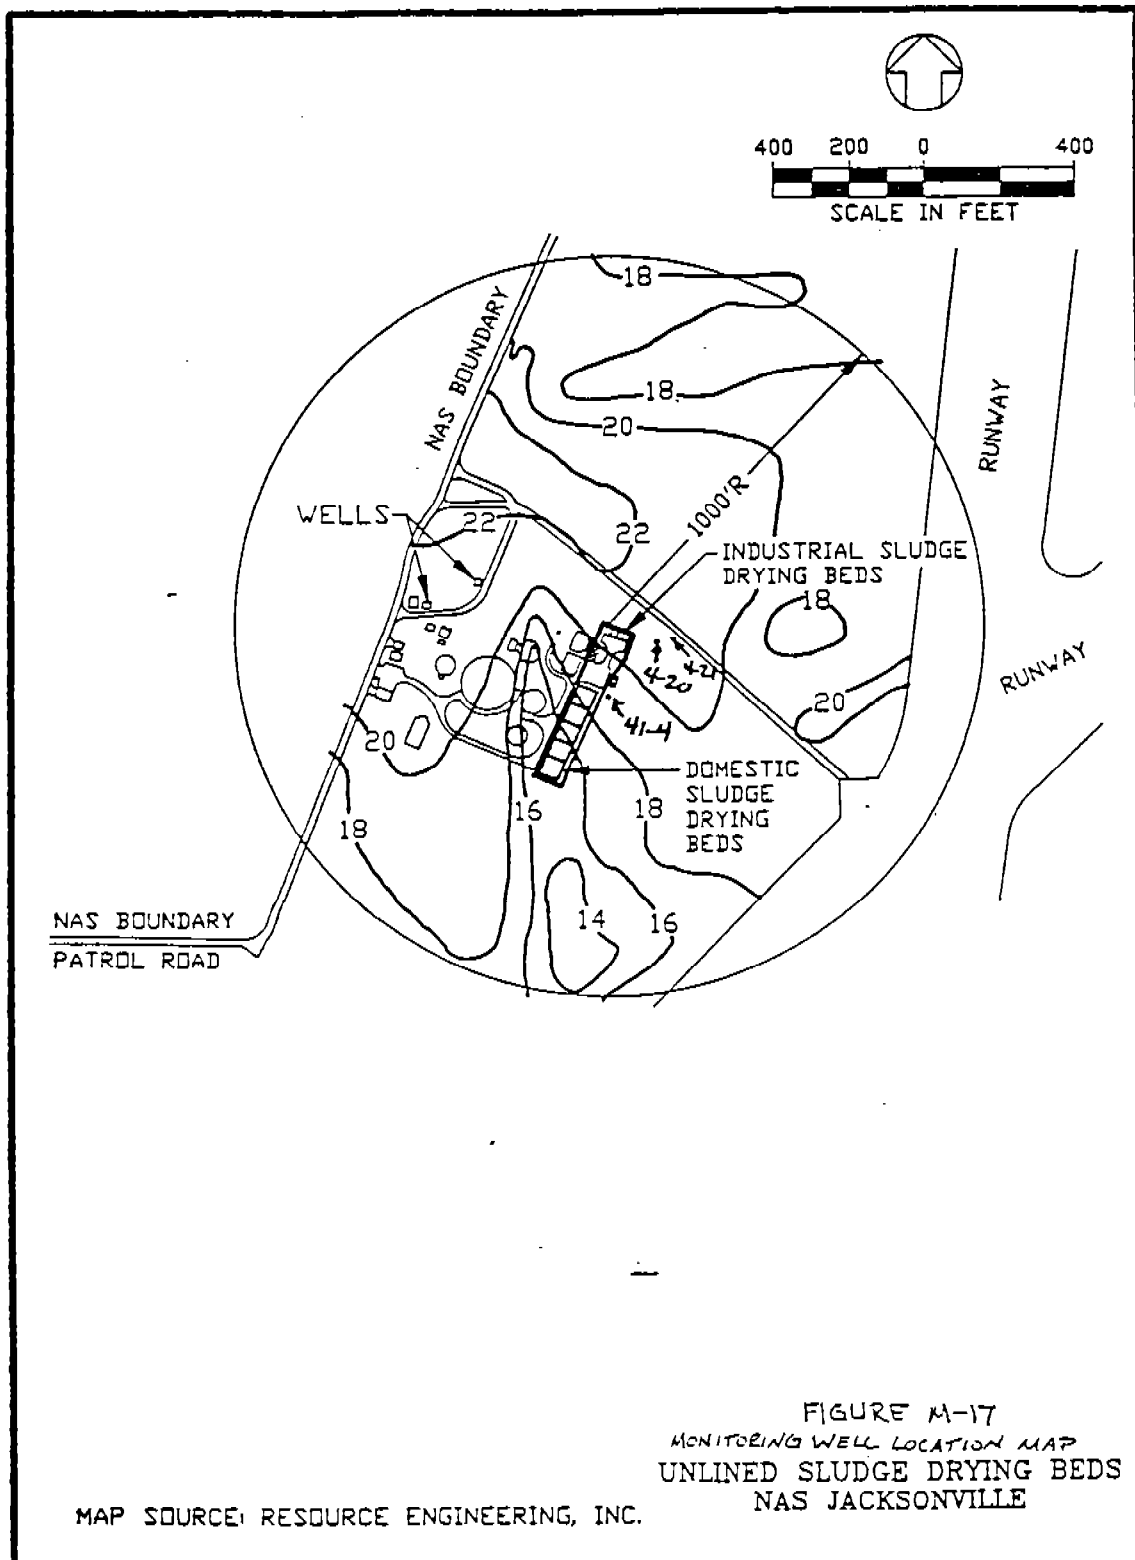 400 200 0 400
SCALE IN FEET
18
NAS BOUNDARY
18
20
RUNWAY
1000'R
WELLS
22
22
INDUSTRIAL SLUDGE
DRYING BEDS
18
4-21
4-20
RUNWAY
20
41-4
20
DOMESTIC
SLUDGE
DRYING
BEDS
16
18
18
14
16
NAS BOUNDARY
PATROL ROAD
FIGURE M-17
MONITORING WELL LOCATION MAP
UNLINED SLUDGE DRYING BEDS
NAS JACKSONVILLE
MAP SOURCE: RESOURCE ENGINEERING, INC.